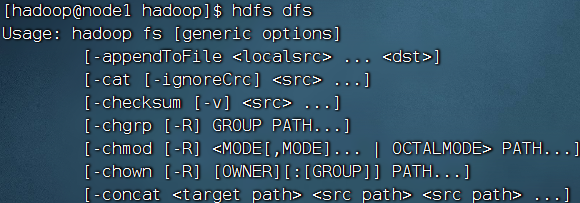 [hadoop@node1 hadoop]$ hdfs dfs
Usage: hadoop fs [generic options]
[-appendToFile <localsrc> ... <dst>]
[-cat [-ignoreCrc] <src> ...]
[-checksum [-v] <src> ...]
[-chgrp [-R] GROUP PATH...]
[-chmod [-R] <MODE[,MODE]... | OCTALMODE> PATH...]
[-chown [-R] [OWNER][:[GROUP]] PATH...]
[-concat <target path> <src path> <src path> ...]